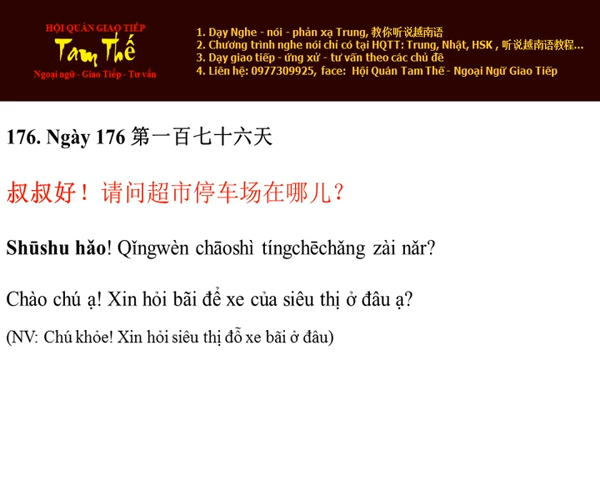 HỘI QUÁN GIAO TIẾP
Tam Thế
Ngoại ngữ - Giao Tiếp - Tư vấn
1. Dạy Nghe - nói - phản xạ Trung, 教你听说越南语
2. Chương trình nghe nói chỉ có tại HQTT: Trung, Nhật, HSK , 听说越南语教程...
3. Dạy giao tiếp - ứng xử - tư vấn theo các chủ đề
4. Liên hệ: 0977309925, face: Hội Quán Tam Thế - Ngoại Ngữ Giao Tiếp
176. Ngày 176 第一百七十六天
叔叔好！请问超市停车场在哪儿？
Shūshu hǎo! Qǐngwèn chāoshì tíngchēchǎng zài nǎr?
Chào chú ạ! Xin hỏi bãi để xe của siêu thị ở đâu ạ?
(NV: Chú khỏe! Xin hỏi siêu thị đỗ xe bãi ở đâu)